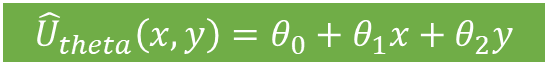 Û_theta(x, y) = θ₀ + θ₁x + θ₂y